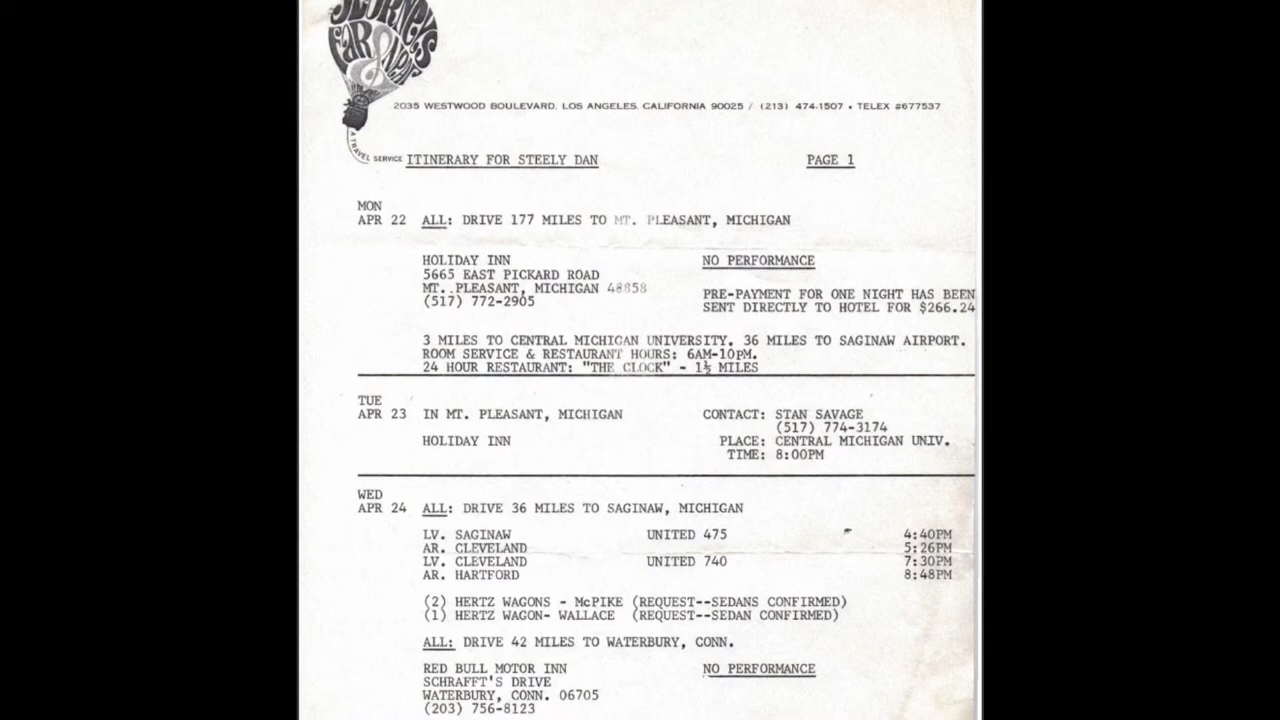 JOURNEYS
FAR & NEAR
2035 WESTWOOD BOULEVARD, LOS ANGELES, CALIFORNIA 90025 / (213) 474-1507 • TELEX #677537
A TRAVEL SERVICE
ITINERARY FOR STEELY DAN PAGE 1
MON
APR 22 ALL: DRIVE 177 MILES TO MT. PLEASANT, MICHIGAN
HOLIDAY INN NO PERFORMANCE
5665 EAST PICKARD ROAD
MT..PLEASANT, MICHIGAN 48858 PRE-PAYMENT FOR ONE NIGHT HAS BEEN
(517) 772-2905 SENT DIRECTLY TO HOTEL FOR $266.24
3 MILES TO CENTRAL MICHIGAN UNIVERSITY. 36 MILES TO SAGINAW AIRPORT.
ROOM SERVICE & RESTAURANT HOURS: 6AM-10PM.
24 HOUR RESTAURANT: "THE CLOCK" - 1½ MILES
TUE
APR 23 IN MT. PLEASANT, MICHIGAN CONTACT: STAN SAVAGE
(517) 774-3174
HOLIDAY INN PLACE: CENTRAL MICHIGAN UNIV.
TIME: 8:00PM
WED
APR 24 ALL: DRIVE 36 MILES TO SAGINAW, MICHIGAN
LV. SAGINAW UNITED 475 4:40PM
AR. CLEVELAND 5:26PM
LV. CLEVELAND UNITED 740 7:30PM
AR. HARTFORD 8:48PM
(2) HERTZ WAGONS - McPIKE (REQUEST--SEDANS CONFIRMED)
(1) HERTZ WAGON- WALLACE (REQUEST--SEDAN CONFIRMED)
ALL: DRIVE 42 MILES TO WATERBURY, CONN.
RED BULL MOTOR INN NO PERFORMANCE
SCHRAFFT'S DRIVE
WATERBURY, CONN. 06705
(203) 756-8123